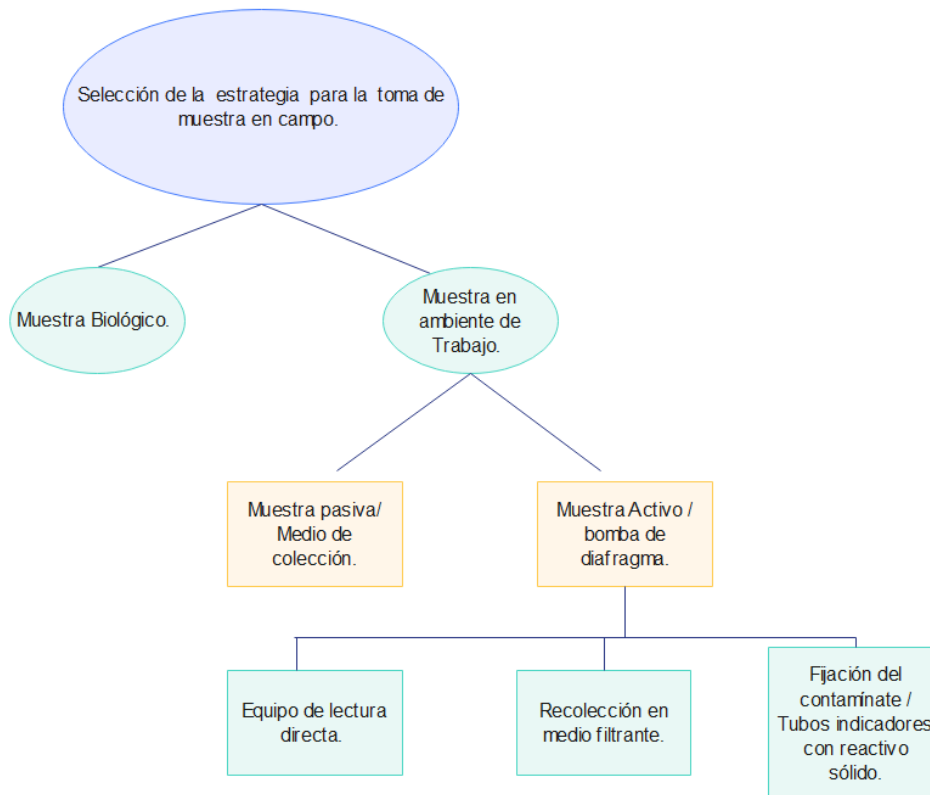 Selección de la estrategia para la toma de
muestra en campo.
Muestra Biológico.
Muestra en
ambiente de
Trabajo.
Muestra pasiva/
Medio de
colección.
Muestra Activo /
bomba de
diafragma.
Equipo de lectura
directa.
Recolección en
medio filtrante.
Fijación del
contamínate /
Tubos indicadores
con reactivo
sólido.